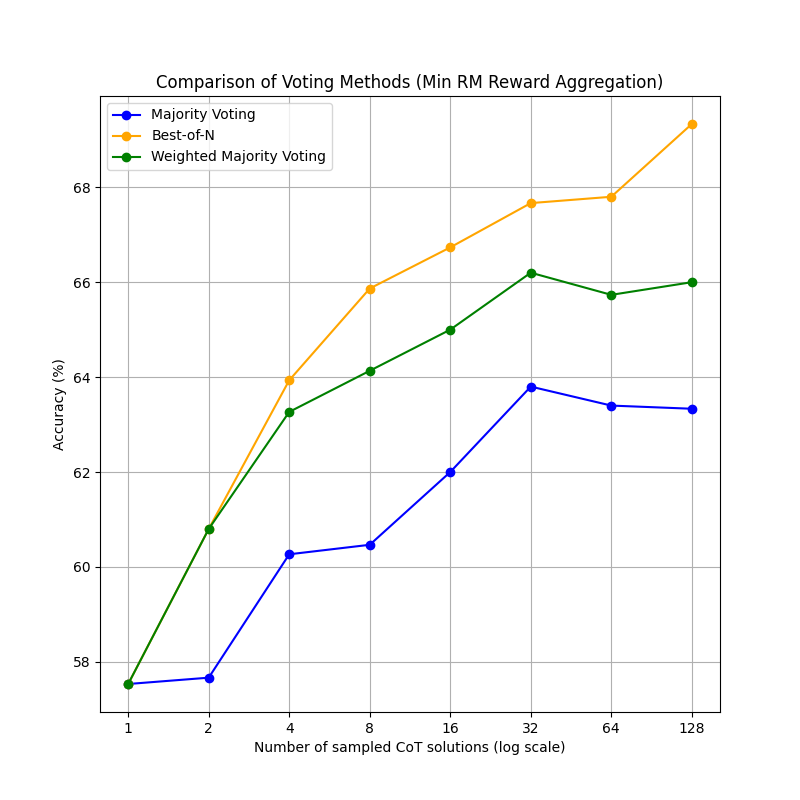 Comparison of Voting Methods (Min RM Reward Aggregation)
Majority Voting
Best-of-N
Weighted Majority Voting
Accuracy (%)
68
66
64
62
60
58
1 2 4 8 16 32 64 128
Number of sampled CoT solutions (log scale)